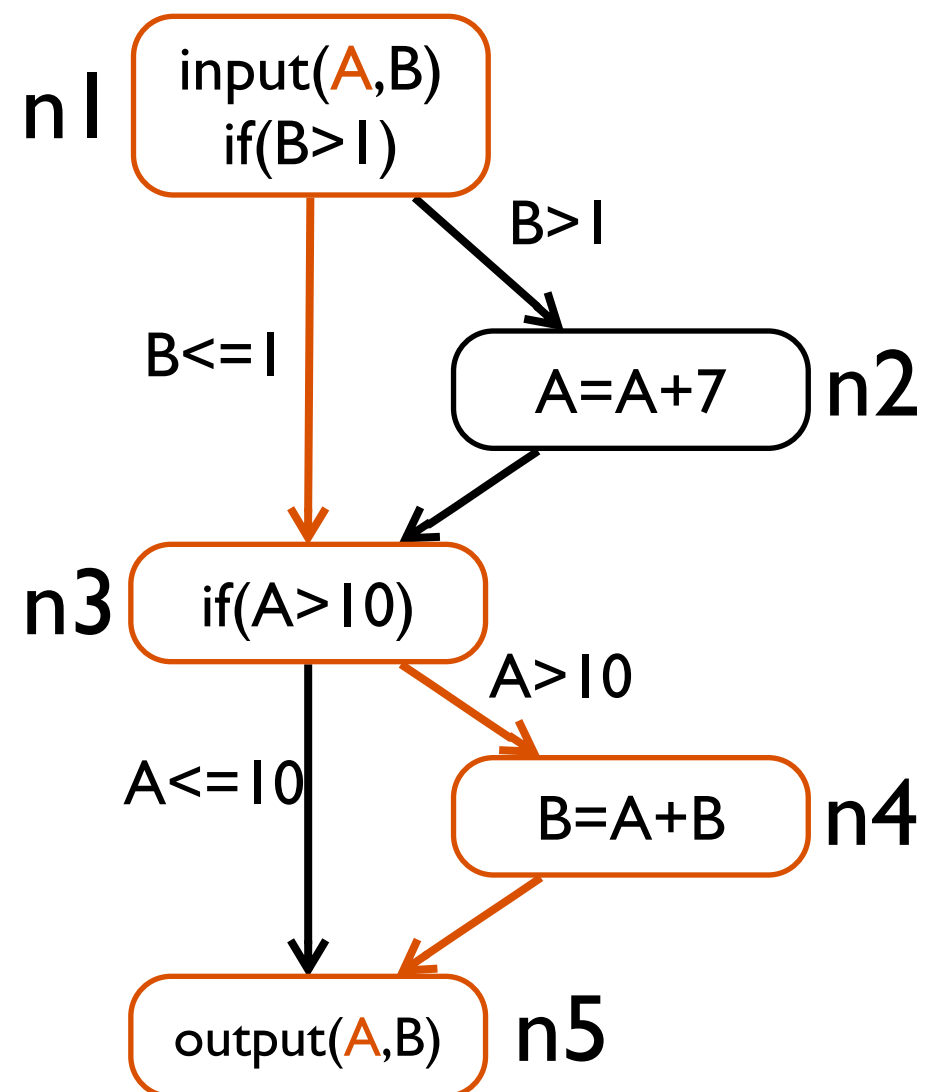 n1
input(A,B)
if(B>1)
B>1
B<=1
A=A+7
n2
n3
if(A>10)
A>10
A<=10
B=A+B
n4
output(A,B)
n5